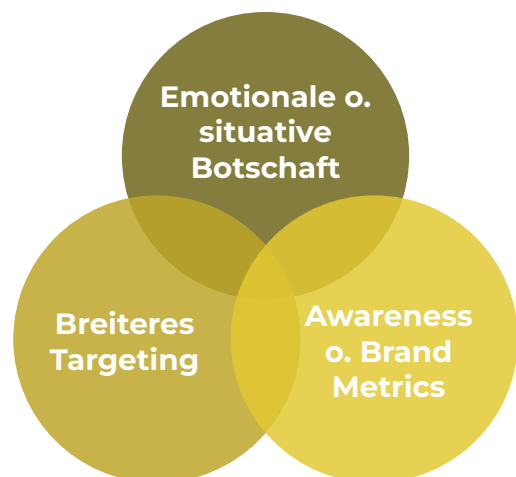 Emotionale o.
situative
Botschaft
Breiteres
Targeting
Awareness
o. Brand
Metrics